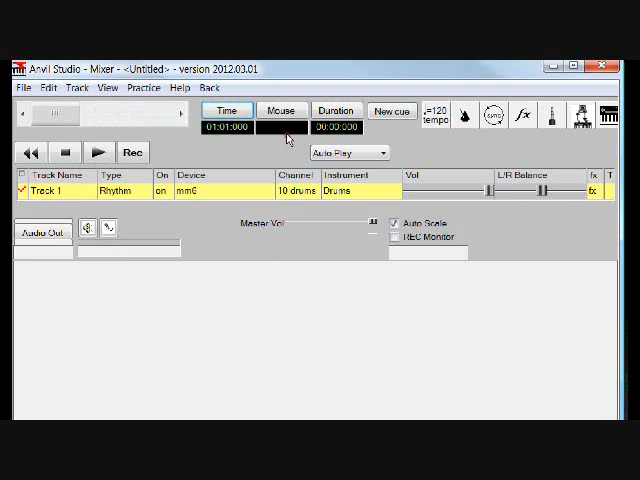 Anvil Studio - Mixer - <Untitled> - version 2012.03.01
File Edit Track View Practice Help Back
Time Mouse Duration New cue =120 tempo sync fx
01:01:000 00:00:000
Rec Auto Play
Track Name Type On Device Channel Instrument Vol L/R Balance fx T
Track 1 Rhythm on mm6 10 drums Drums fx
Audio Out Master Vol Auto Scale
REC Monitor